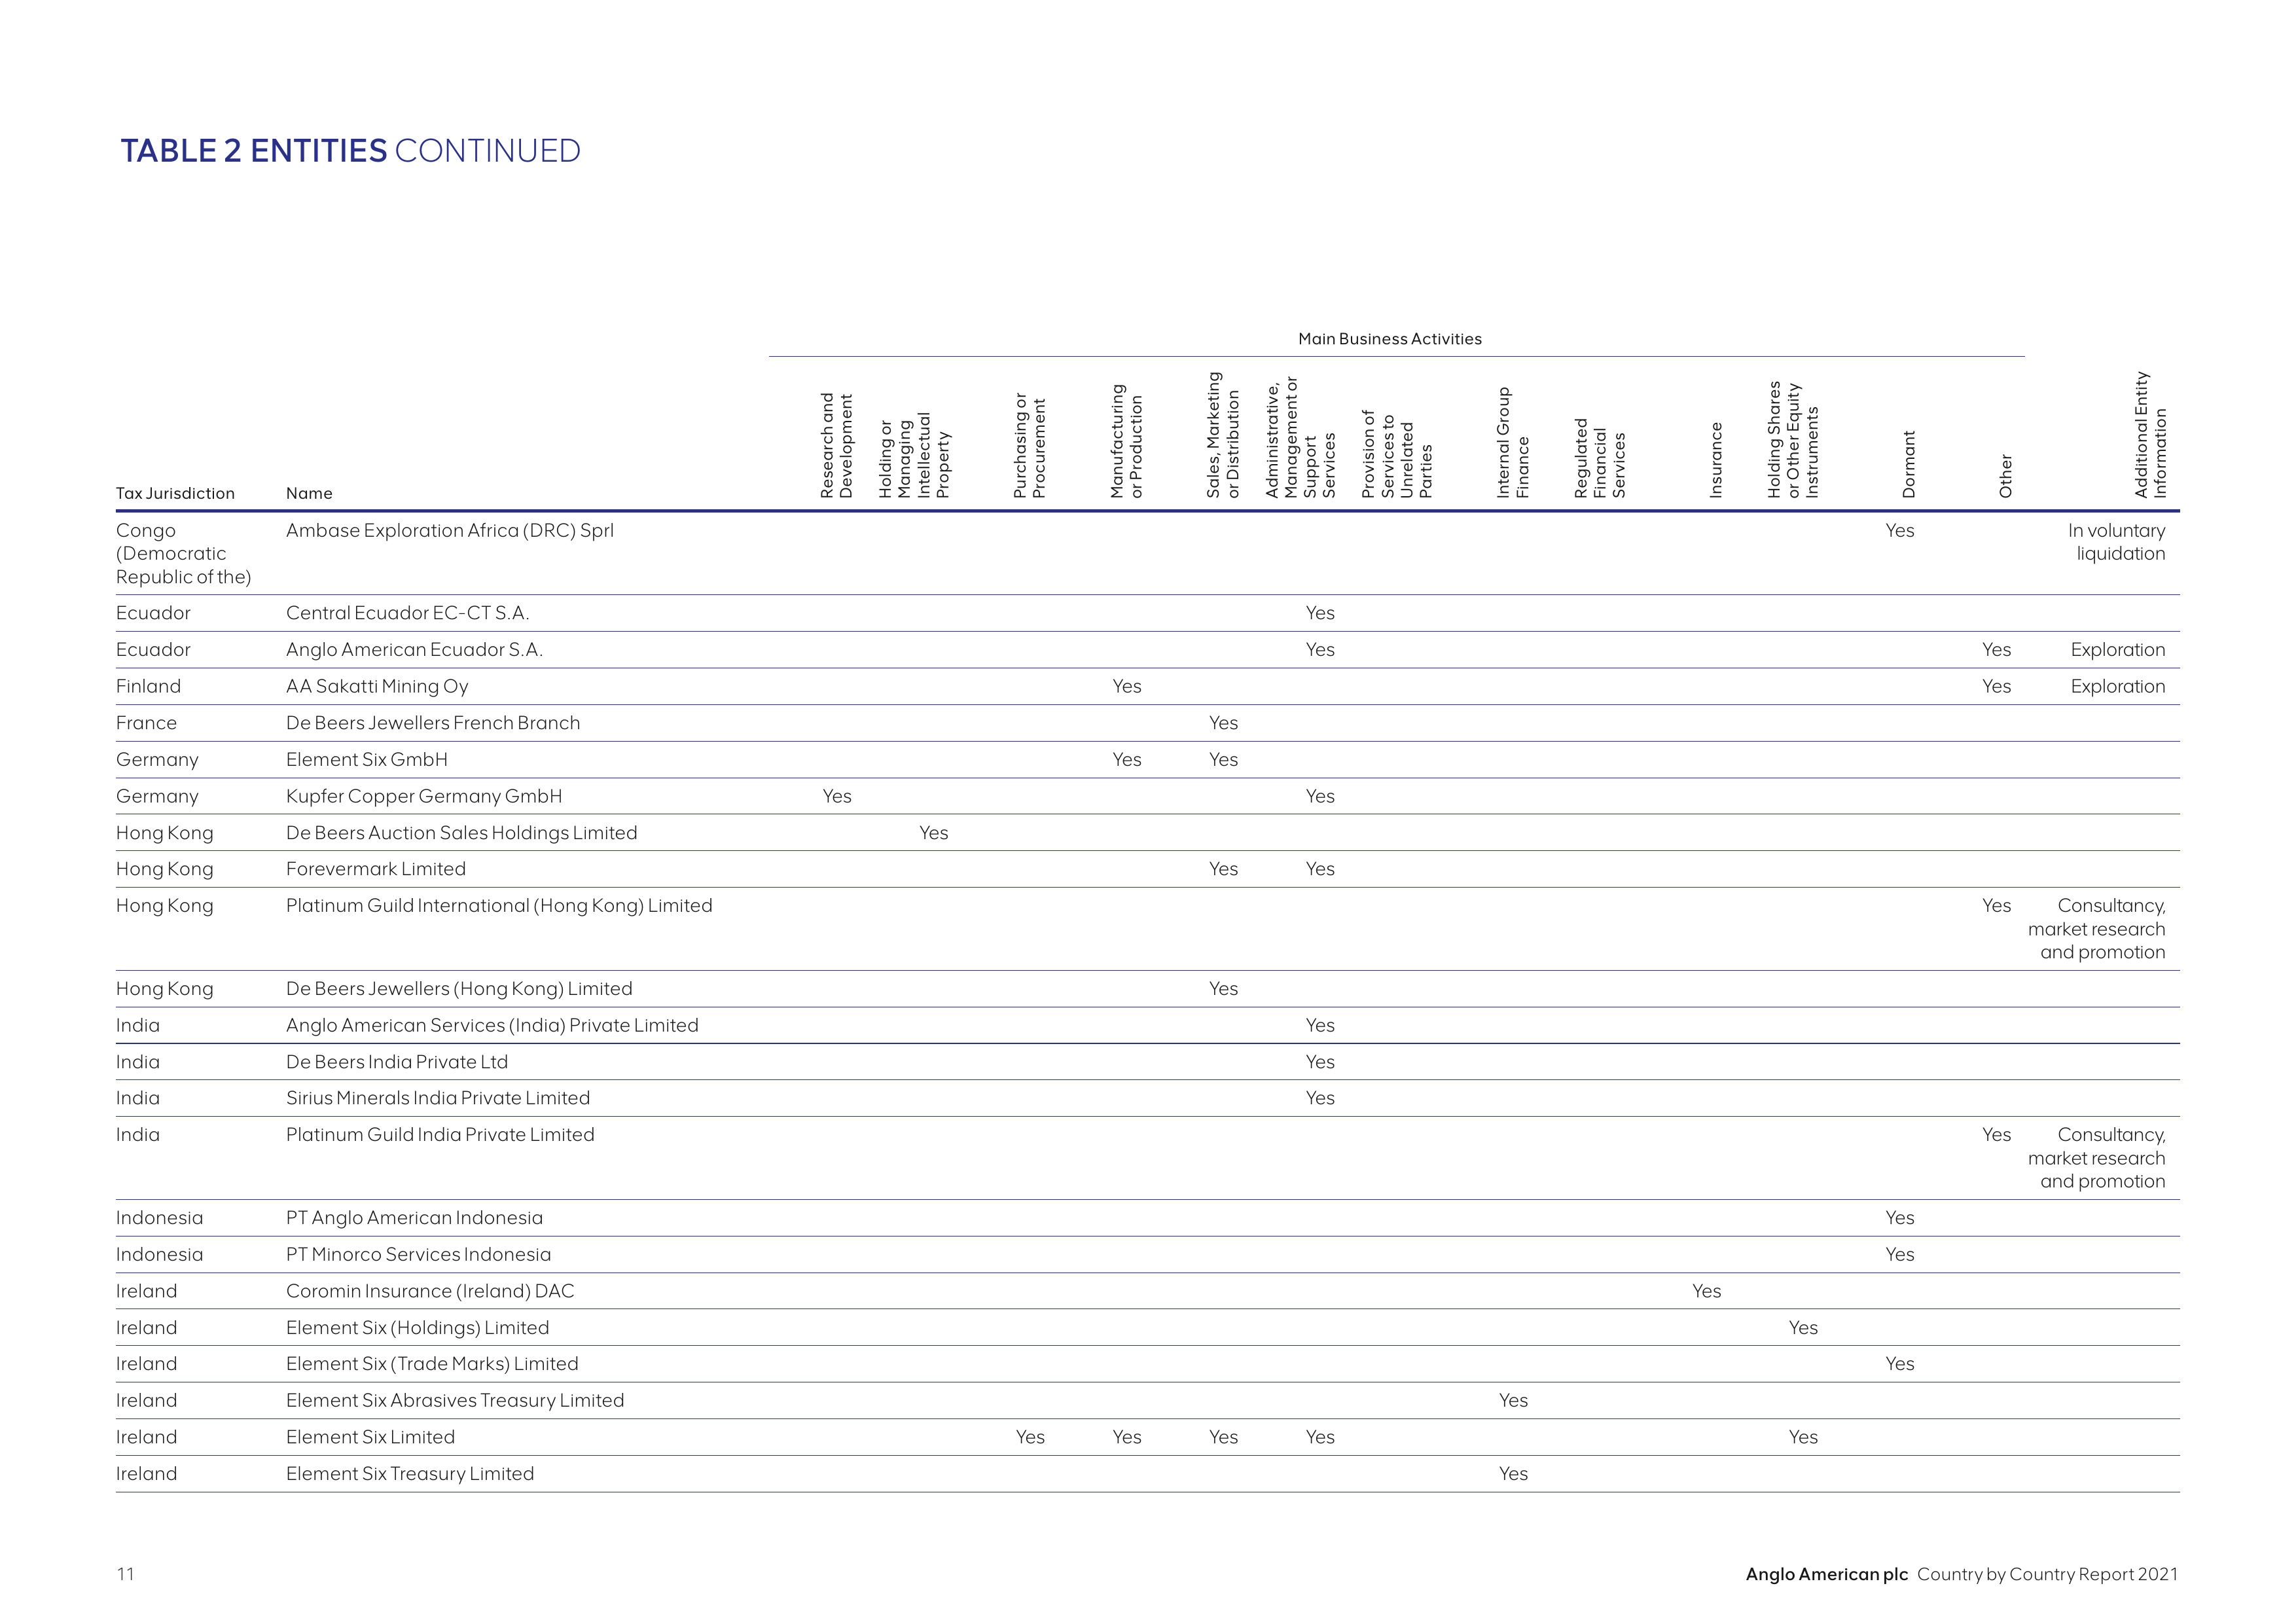 TABLE 2 ENTITIES CONTINUED
Main Business Activities
Tax Jurisdiction Name Research and Development Holding or Managing Intellectual Property Purchasing or Procurement Manufacturing or Production Sales, Marketing or Distribution Administrative, Management or Support Services Provision of Services to Unrelated Parties Internal Group Finance Regulated Financial Services Insurance Holding Shares or Other Equity Instruments Dormant Other Additional Entity Information
Congo Ambase Exploration Africa (DRC) Sprl Yes In voluntary
(Democratic liquidation
Republic of the)
Ecuador Central Ecuador EC-CT S.A. Yes
Ecuador Anglo American Ecuador S.A. Yes Yes Exploration
Finland AA Sakatti Mining Oy Yes Yes Exploration
France De Beers Jewellers French Branch Yes
Germany Element Six GmbH Yes Yes
Germany Kupfer Copper Germany GmbH Yes Yes
Hong Kong De Beers Auction Sales Holdings Limited Yes
Hong Kong Forevermark Limited Yes Yes
Hong Kong Platinum Guild International (Hong Kong) Limited Yes Consultancy,
market research
and promotion
Hong Kong De Beers Jewellers (Hong Kong) Limited Yes
India Anglo American Services (India) Private Limited Yes
India De Beers India Private Ltd Yes
India Sirius Minerals India Private Limited Yes
India Platinum Guild India Private Limited Yes Consultancy,
market research
and promotion
Indonesia PT Anglo American Indonesia Yes
Indonesia PT Minorco Services Indonesia Yes
Ireland Coromin Insurance (Ireland) DAC Yes
Ireland Element Six (Holdings) Limited Yes
Ireland Element Six (Trade Marks) Limited Yes
Ireland Element Six Abrasives Treasury Limited Yes
Ireland Element Six Limited Yes Yes Yes Yes Yes
Ireland Element Six Treasury Limited Yes
11 Anglo American plc Country by Country Report 2021